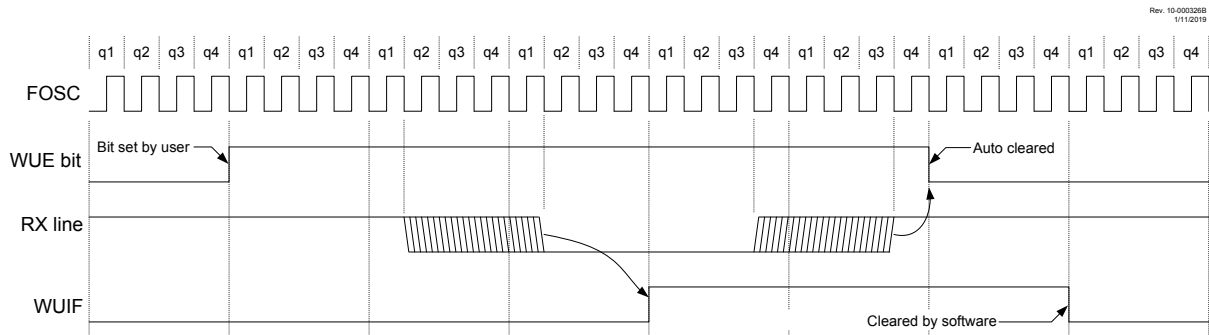 Rev. 10-000326B
1/11/2019
q1 q2 q3 q4 q1 q2 q3 q4 q1 q2 q3 q4 q1 q2 q3 q4 q1 q2 q3 q4 q1 q2 q3 q4 q1 q2 q3 q4 q1 q2 q3 q4
FOSC
WUE bit
Bit set by user
Auto cleared
RX line
WUIF
Cleared by software